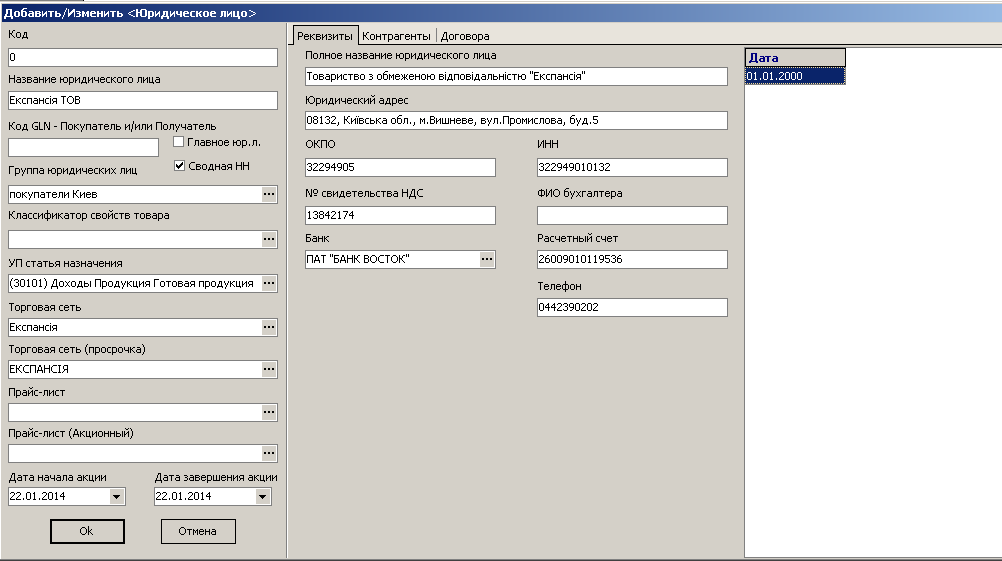 Добавить/Изменить <Юридическое лицо>
Код
0
Название юридического лица
Експансія ТОВ
Код GLN - Покупатель и/или Получатель
Главное юр.л.
Сводная НН
Группа юридических лиц
покупатели Киев
Классификатор свойств товара
УП статья назначения
(30101) Доходы Продукция Готовая продукция
Торговая сеть
Експансія
Торговая сеть (просрочка)
ЕКСПАНСІЯ
Прайс-лист
Прайс-лист (Акционный)
Дата начала акции
Дата завершения акции
22.01.2014
22.01.2014
Ok
Отмена
Реквизиты
Контрагенты
Договора
Полное название юридического лица
Товариство з обмеженою відповідальністю "Експансія"
Юридический адрес
08132, Київська обл., м.Вишневе, вул.Промислова, буд.5
ОКПО
ИНН
32294905
322949010132
№ свидетельства НДС
ФИО бухгалтера
13842174
Банк
Расчетный счет
ПАТ "БАНК ВОСТОК"
26009010119536
Телефон
0442390202
Дата
01.01.2000